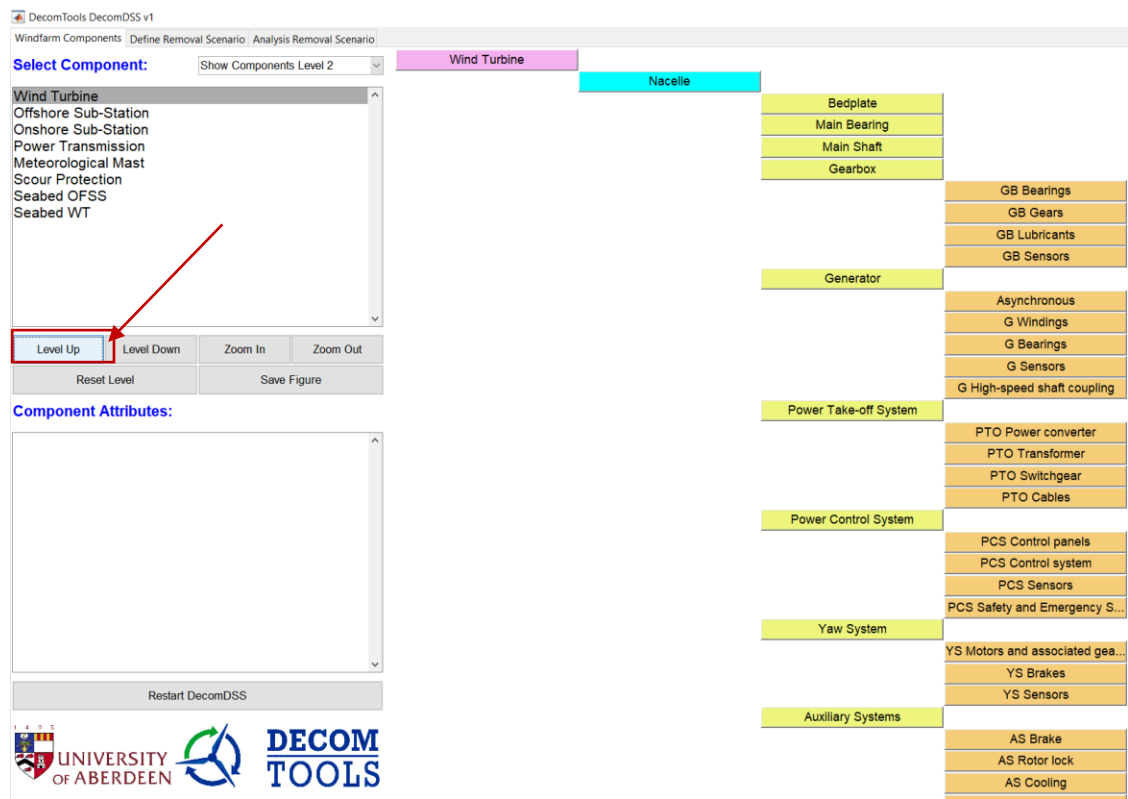 DecomTools DecomDSS v1
Windfarm Components Define Removal Scenario Analysis Removal Scenario
Select Component:
Show Components Level 2
Wind Turbine
Offshore Sub-Station
Onshore Sub-Station
Power Transmission
Meteorological Mast
Scour Protection
Seabed OFSS
Seabed WT
Level Up Level Down Zoom In Zoom Out
Reset Level Save Figure
Component Attributes:
Restart DecomDSS
1 4 9 5
UNIVERSITY
OF ABERDEEN
DECOM
TOOLS
Wind Turbine
Nacelle
Bedplate
Main Bearing
Main Shaft
Gearbox
GB Bearings
GB Gears
GB Lubricants
GB Sensors
Generator
Asynchronous
G Windings
G Bearings
G Sensors
G High-speed shaft coupling
Power Take-off System
PTO Power converter
PTO Transformer
PTO Switchgear
PTO Cables
Power Control System
PCS Control panels
PCS Control system
PCS Sensors
PCS Safety and Emergency S...
Yaw System
YS Motors and associated gea...
YS Brakes
YS Sensors
Auxiliary Systems
AS Brake
AS Rotor lock
AS Cooling